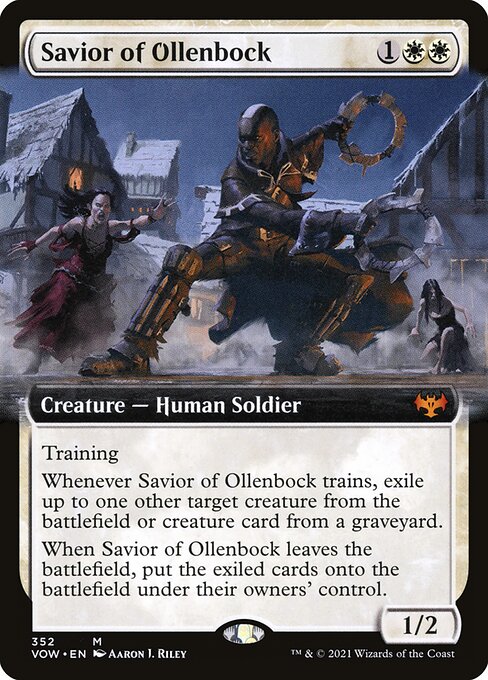 Savior of Ollenbock 1
Creature — Human Soldier
Training
Whenever Savior of Ollenbock trains, exile
up to one other target creature from the
battlefield or creature card from a graveyard.
When Savior of Ollenbock leaves the
battlefield, put the exiled cards onto the
battlefield under their owners' control.
1/2
352 M
VOW • EN Aaron J. Riley
™ & © 2021 Wizards of the Coast